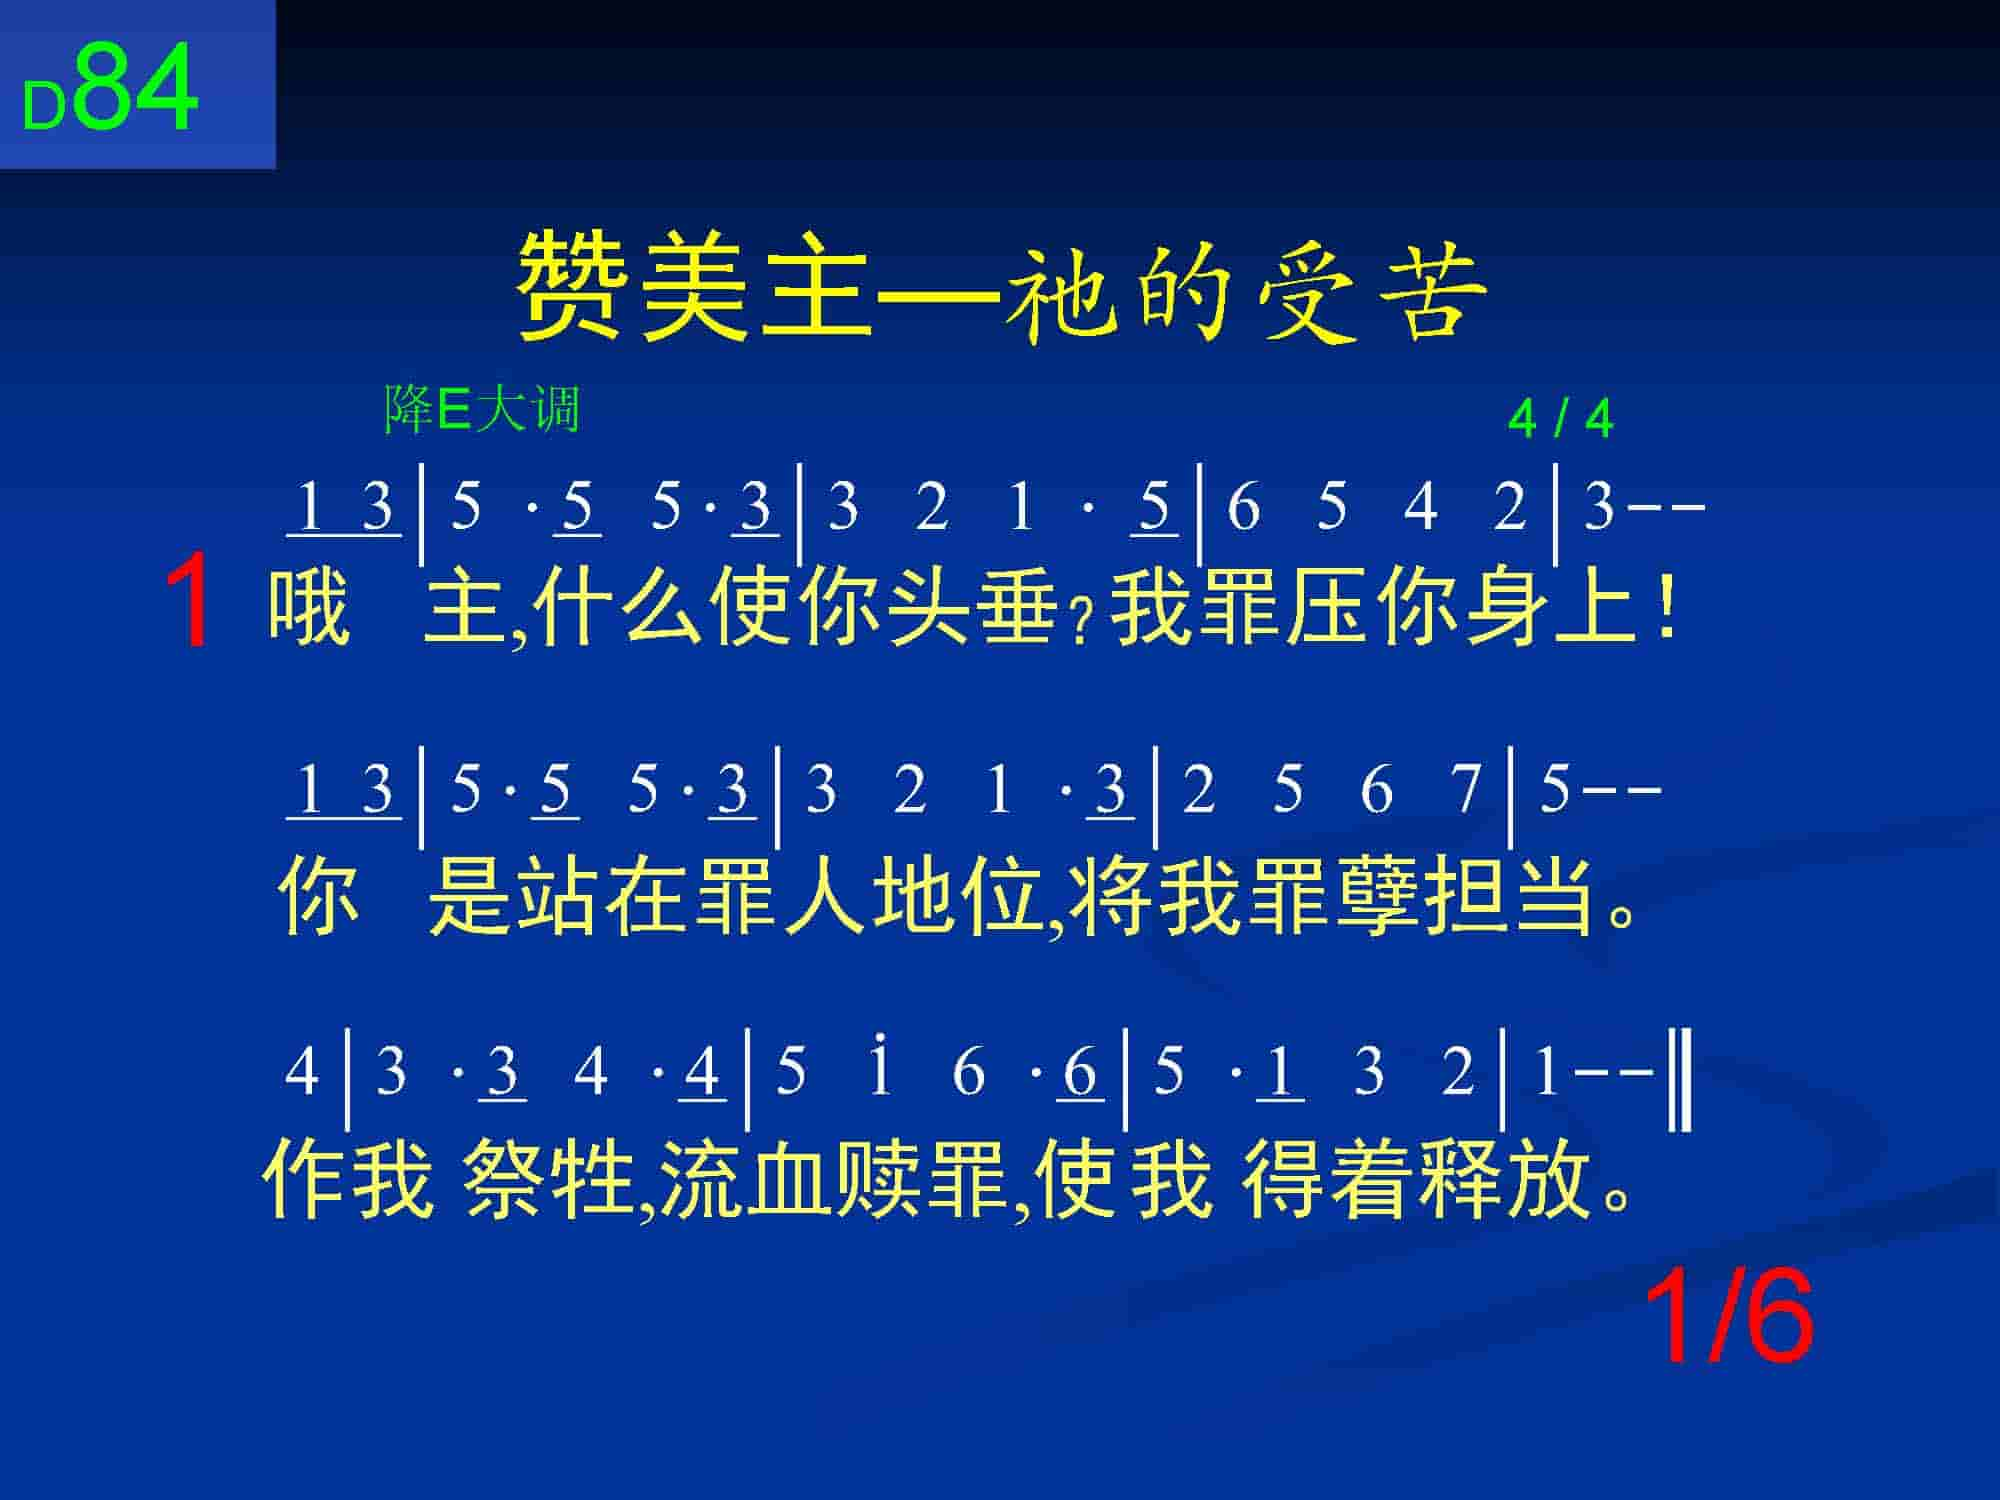 D84
赞美主—祂的受苦
降E大调 4 / 4
1 3|5 ·5 5·3|3 2 1 ·5|6 5 4 2|3--
1 哦 主,什么使你头垂?我罪压你身上!
1 3|5·5 5·3|3 2 1 ·3|2 5 6 7|5--
你 是站在罪人地位,将我罪孽担当。
4|3 ·3 4 ·4|5 i 6 ·6|5 ·1 3 2|1--‖
作我 祭牲,流血赎罪,使我 得着释放。
1/6